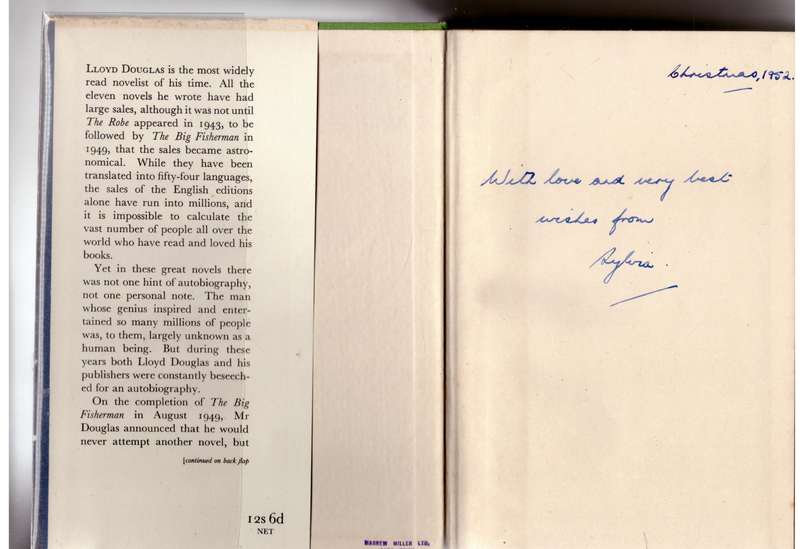 LLOYD DOUGLAS is the most widely
read novelist of his time. All the
eleven novels he wrote have had
large sales, although it was not until
The Robe appeared in 1943, to be
followed by The Big Fisherman in
1949, that the sales became astro-
nomical. While they have been
translated into fifty-four languages,
the sales of the English editions
alone have run into millions, and
it is impossible to calculate the
vast number of people all over the
world who have read and loved his
books.
Yet in these great novels there
was not one hint of autobiography,
not one personal note. The man
whose genius inspired and enter-
tained so many millions of people
was, to them, largely unknown as a
human being. But during these
years both Lloyd Douglas and his
publishers were constantly beseech-
ed for an autobiography.
On the completion of The Big
Fisherman in August 1949, Mr
Douglas announced that he would
never attempt another novel, but
[continued on back flap
12s 6d
NET
MASKEW MILLER LTD.
Christmas, 1952.
With love and very best
wishes from
Sylvia.